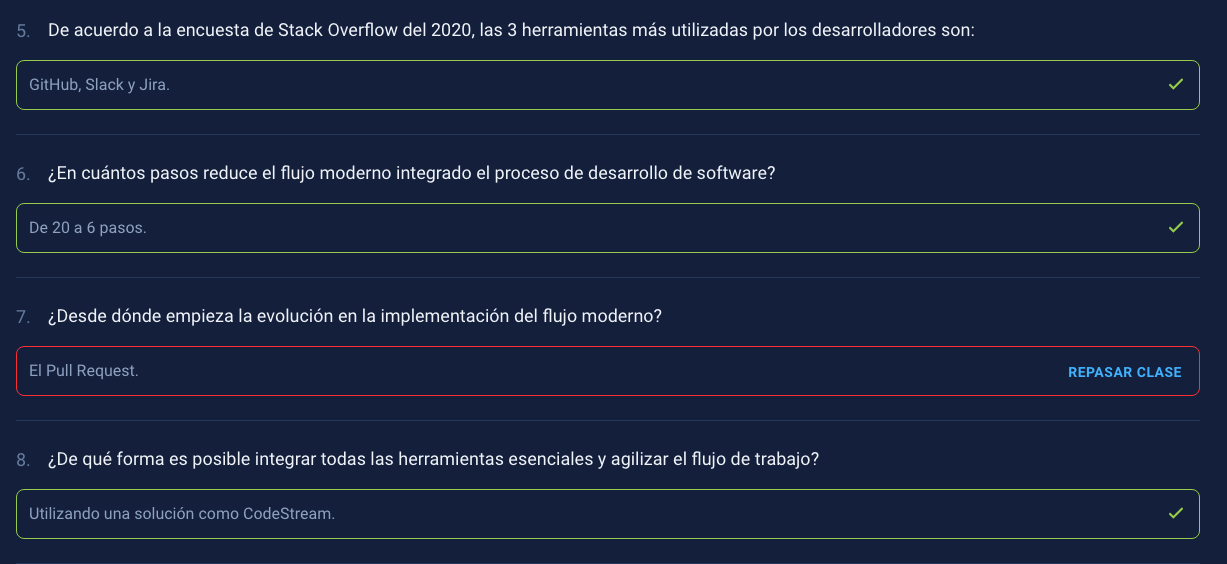 5. De acuerdo a la encuesta de Stack Overflow del 2020, las 3 herramientas más utilizadas por los desarrolladores son:
GitHub, Slack y Jira.
6. ¿En cuántos pasos reduce el flujo moderno integrado el proceso de desarrollo de software?
De 20 a 6 pasos.
7. ¿Desde dónde empieza la evolución en la implementación del flujo moderno?
El Pull Request. REPASAR CLASE
8. ¿De qué forma es posible integrar todas las herramientas esenciales y agilizar el flujo de trabajo?
Utilizando una solución como CodeStream.